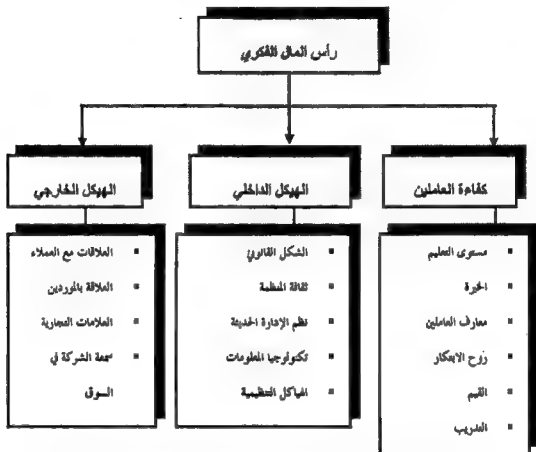 رأس المال الفكري
كفاءة العاملين
الهيكل الداخلي
الهيكل الخارجي
مستوى التعليم
الخبرة
معارف العاملين
روح الابتكار
القيم
التدريب
الشكل القانوني
ثقافة المنظمة
نظم الإدارة الحديثة
تكنولوجيا المعلومات
الهياكل التنظيمية
العلاقات مع العملاء
العلاقة بالموردين
العلامات التجارية
سمعة الشركة في
السوق